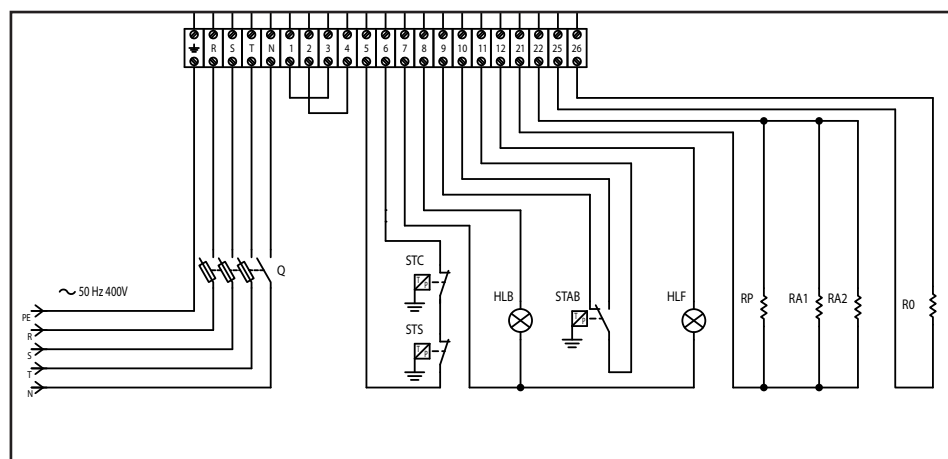 R S T N 1 2 3 4 5 6 7 8 9 10 11 12 21 22 25 26
Q
STC
T P
~ 50 Hz 400V
HLB
STAB
HLF
RP
RA1
RA2
R0
T P
PE
R
STS
S
T P
T
N